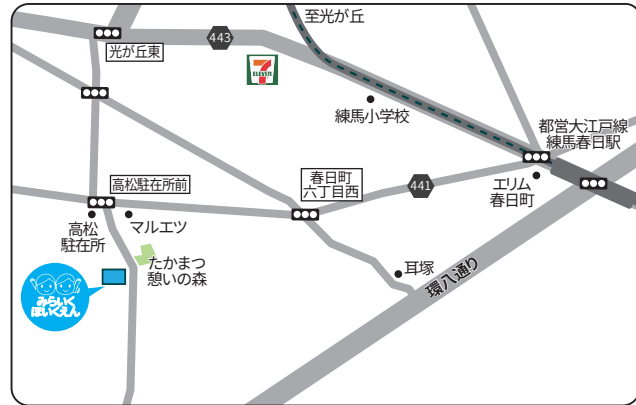 至光が丘
443
光が丘東
7
ELEVEN
練馬小学校
都営大江戸線
練馬春日駅
高松駐在所前
春日町
六丁目西
441
エリム
春日町
高松
駐在所
マルエツ
たかまつ
憩いの森
耳塚
環八通り
みらいく
ほいくえん